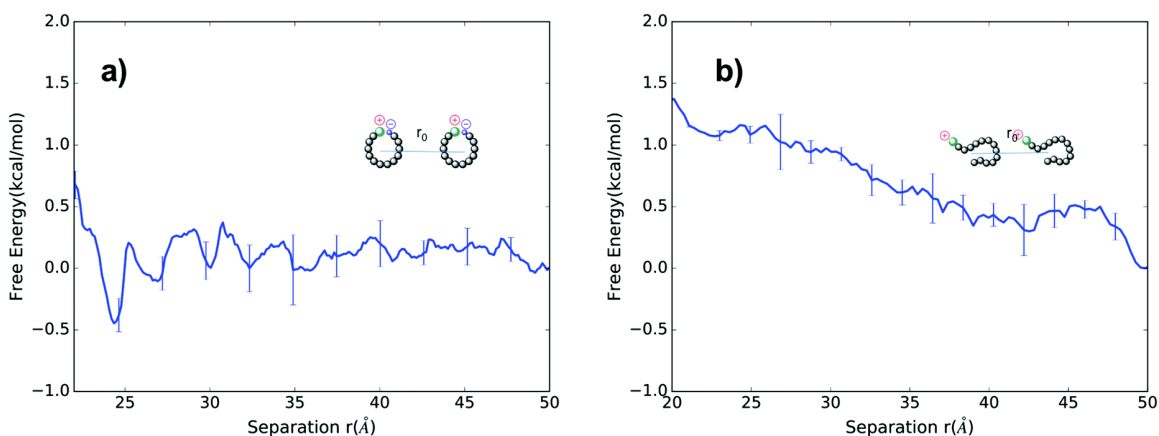 a)
2.0
1.5
1.0
0.5
0.0
−0.5
−1.0
Free Energy(kcal/mol)
+ − + −
r0
25 30 35 40 45 50
Separation r(Å)
b)
2.0
1.5
1.0
0.5
0.0
−0.5
−1.0
Free Energy(kcal/mol)
+ r0 +
20 25 30 35 40 45 50
Separation r(Å)